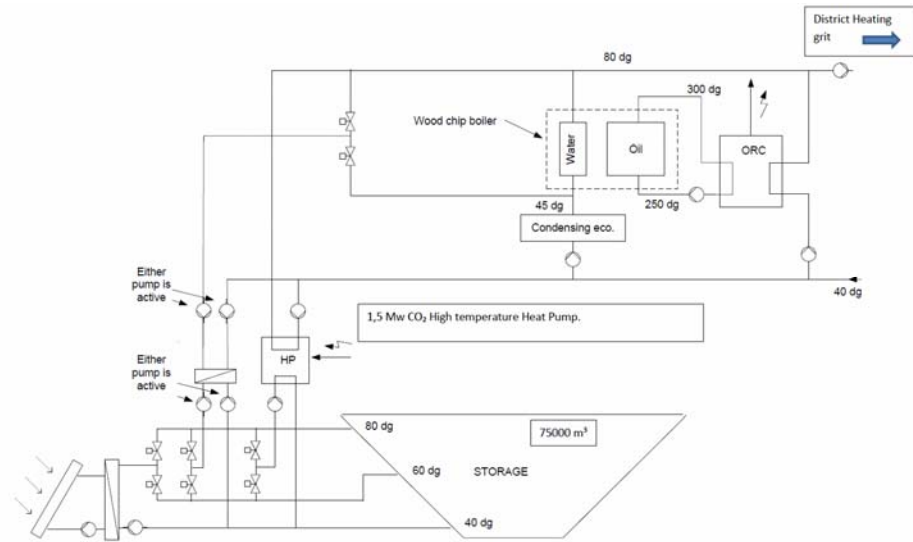 District Heating
grit
80 dg
300 dg
Wood chip boiler
Water
Oil
ORC
45 dg
250 dg
Condensing eco.
Either
pump is
active
40 dg
1,5 Mw CO₂ High temperature Heat Pump.
HP
Either
pump is
active
80 dg
75000 m³
60 dg
STORAGE
40 dg